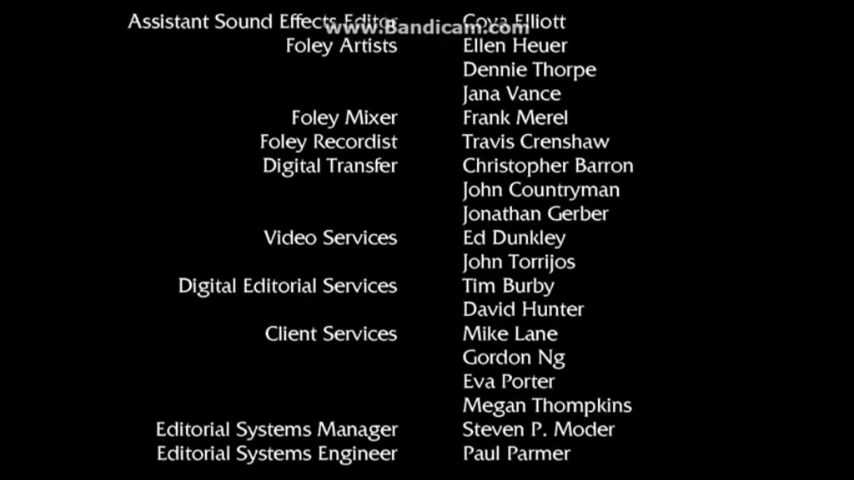 Assistant Sound Effects Editor Coya Elliott
www.Bandicam.com
Foley Artists Ellen Heuer
Dennie Thorpe
Jana Vance
Foley Mixer Frank Merel
Foley Recordist Travis Crenshaw
Digital Transfer Christopher Barron
John Countryman
Jonathan Gerber
Video Services Ed Dunkley
John Torrijos
Digital Editorial Services Tim Burby
David Hunter
Client Services Mike Lane
Gordon Ng
Eva Porter
Megan Thompkins
Editorial Systems Manager Steven P. Moder
Editorial Systems Engineer Paul Parmer